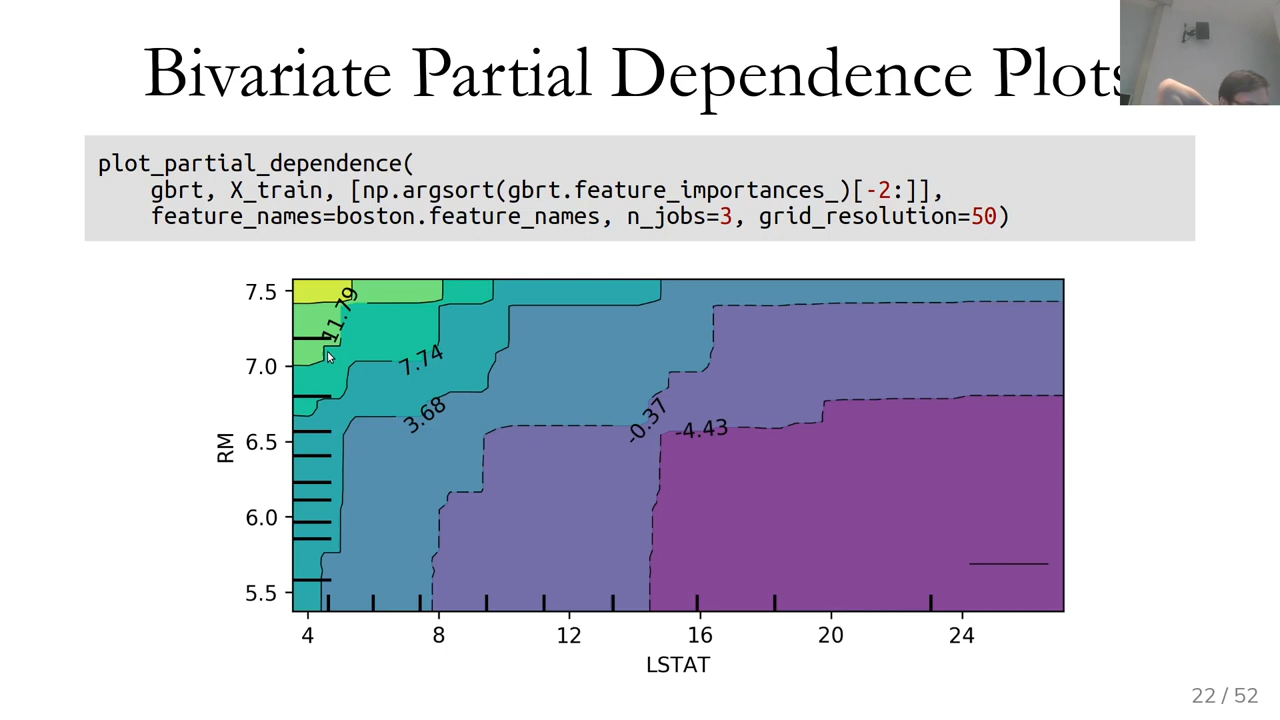 Bivariate Partial Dependence Plots
plot_partial_dependence(
    gbrt, X_train, [np.argsort(gbrt.feature_importances_)[-2:]],
    feature_names=boston.feature_names, n_jobs=3, grid_resolution=50)
7.5
7.0
6.5
6.0
5.5
RM
11.79
7.74
3.68
-0.37
-4.43
4 8 12 16 20 24
LSTAT
22 / 52